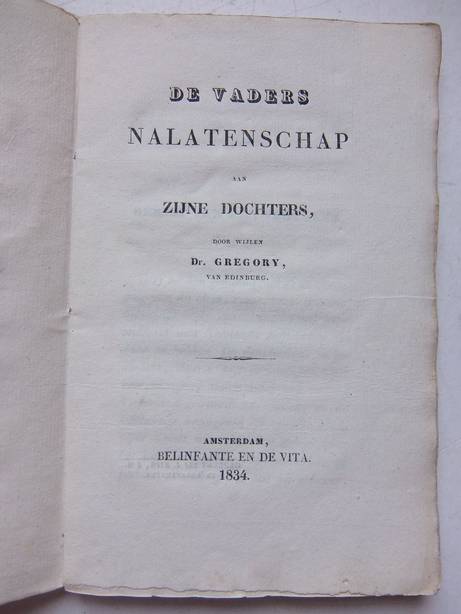 DE VADERS
NALATENSCHAP
AAN
ZIJNE DOCHTERS,
DOOR WIJLEN
Dr. GREGORY,
VAN EDINBURG.
AMSTERDAM,
BELINFANTE EN DE VITA.
1834.